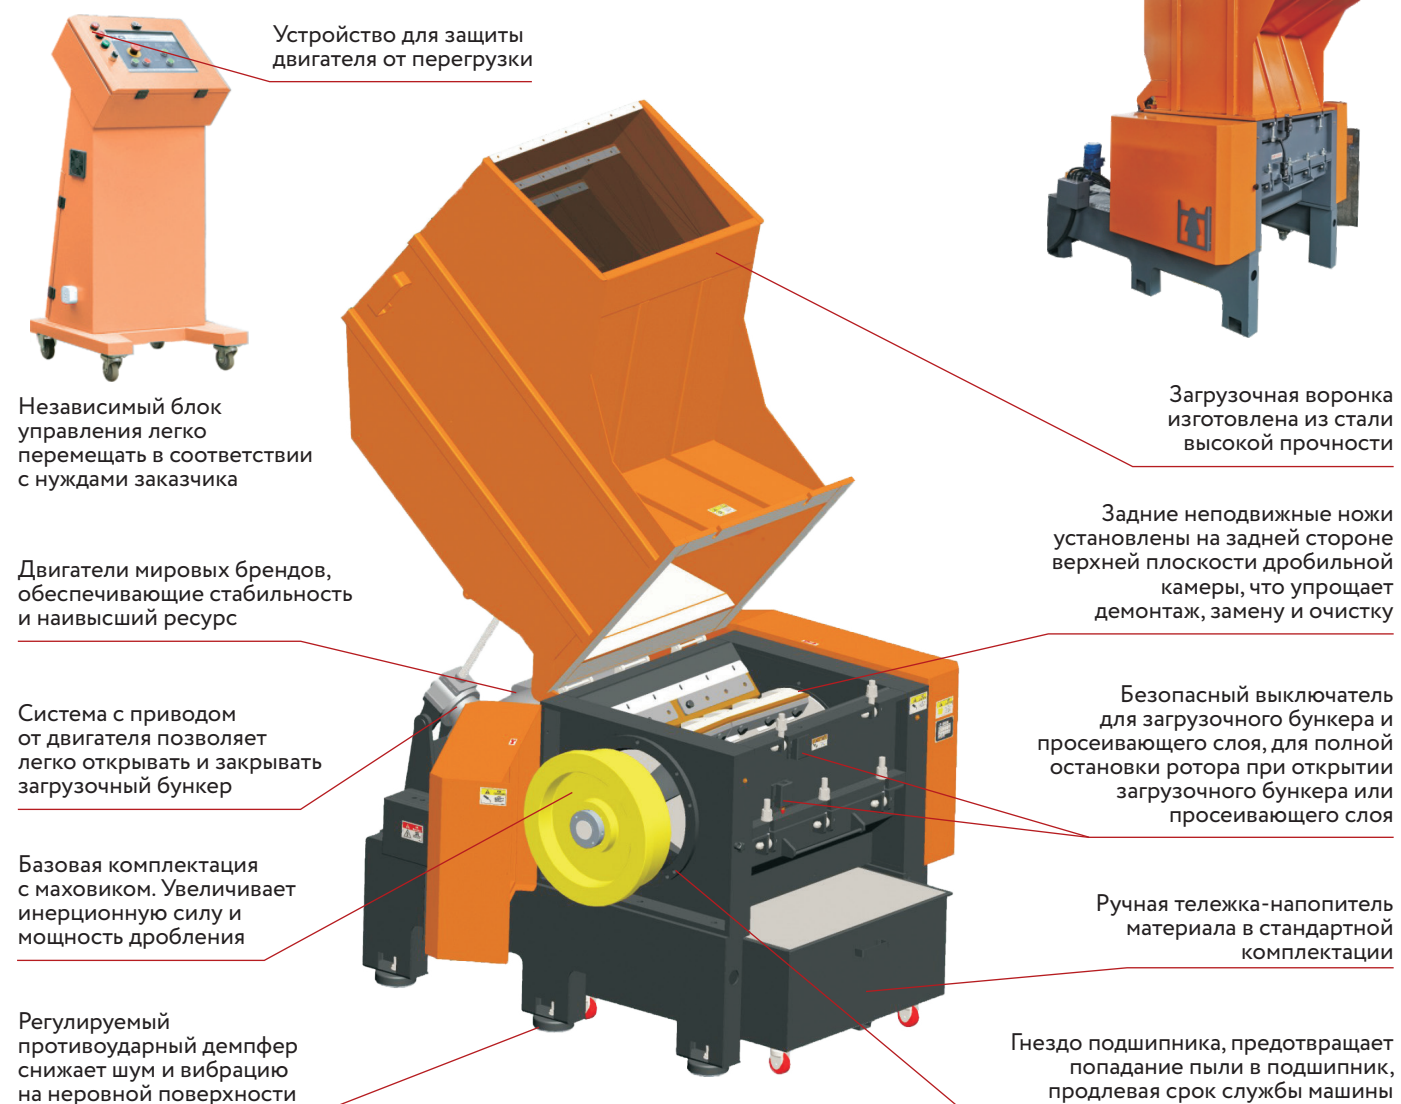 Устройство для защиты
двигателя от перегрузки
Независимый блок
управления легко
перемещать в соответствии
с нуждами заказчика
Двигатели мировых брендов,
обеспечивающие стабильность
и наивысший ресурс
Система с приводом
от двигателя позволяет
легко открывать и закрывать
загрузочный бункер
Базовая комплектация
с маховиком. Увеличивает
инерционную силу и
мощность дробления
Регулируемый
противоударный демпфер
снижает шум и вибрацию
на неровной поверхности
Загрузочная воронка
изготовлена из стали
высокой прочности
Задние неподвижные ножи
установлены на задней стороне
верхней плоскости дробильной
камеры, что упрощает
демонтаж, замену и очистку
Безопасный выключатель
для загрузочного бункера и
просеивающего слоя, для полной
остановки ротора при открытии
загрузочного бункера или
просеивающего слоя
Ручная тележка-напопитель
материала в стандартной
комплектации
Гнездо подшипника, предотвращает
попадание пыли в подшипник,
продлевая срок службы машины